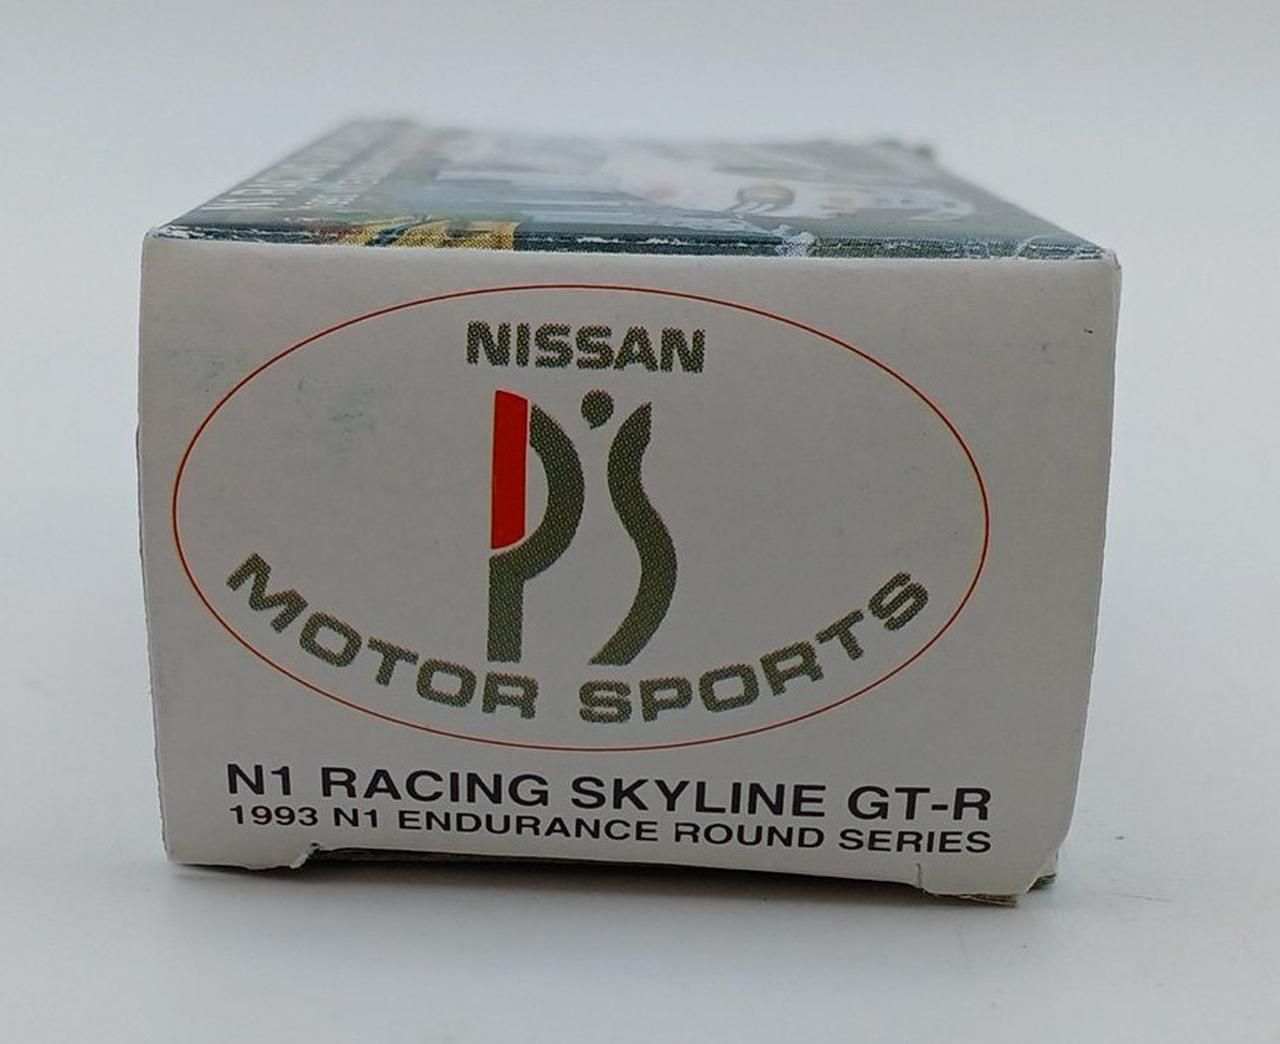 NISSAN
P'S
MOTOR SPORTS
N1 RACING SKYLINE GT-R
1993 N1 ENDURANCE ROUND SERIES